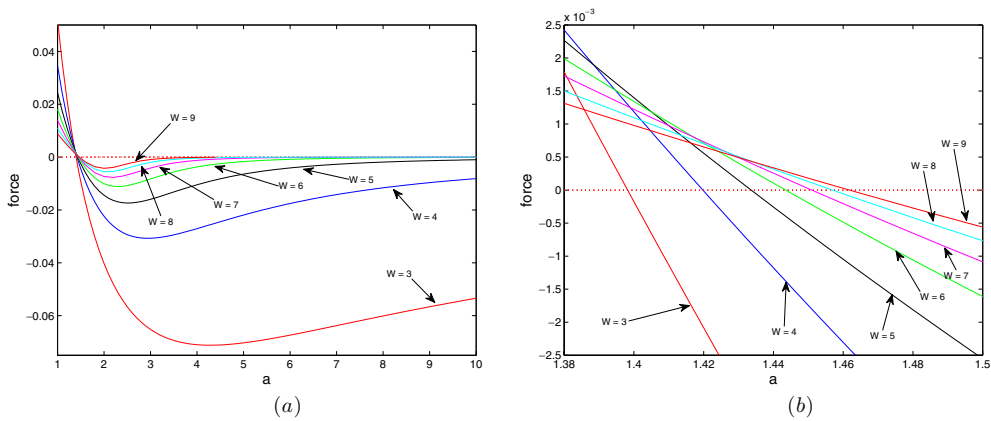 x 10⁻³
0.04
0.02
0
−0.02
−0.04
−0.06
force
W = 9
W = 8
W = 7
W = 6
W = 5
W = 4
W = 3
1 2 3 4 5 6 7 8 9 10
a
(a)
2.5
2
1.5
1
0.5
0
−0.5
−1
−1.5
−2
−2.5
force
W = 9
W = 8
W = 7
W = 6
W = 5
W = 4
W = 3
1.38 1.4 1.42 1.44 1.46 1.48 1.5
a
(b)